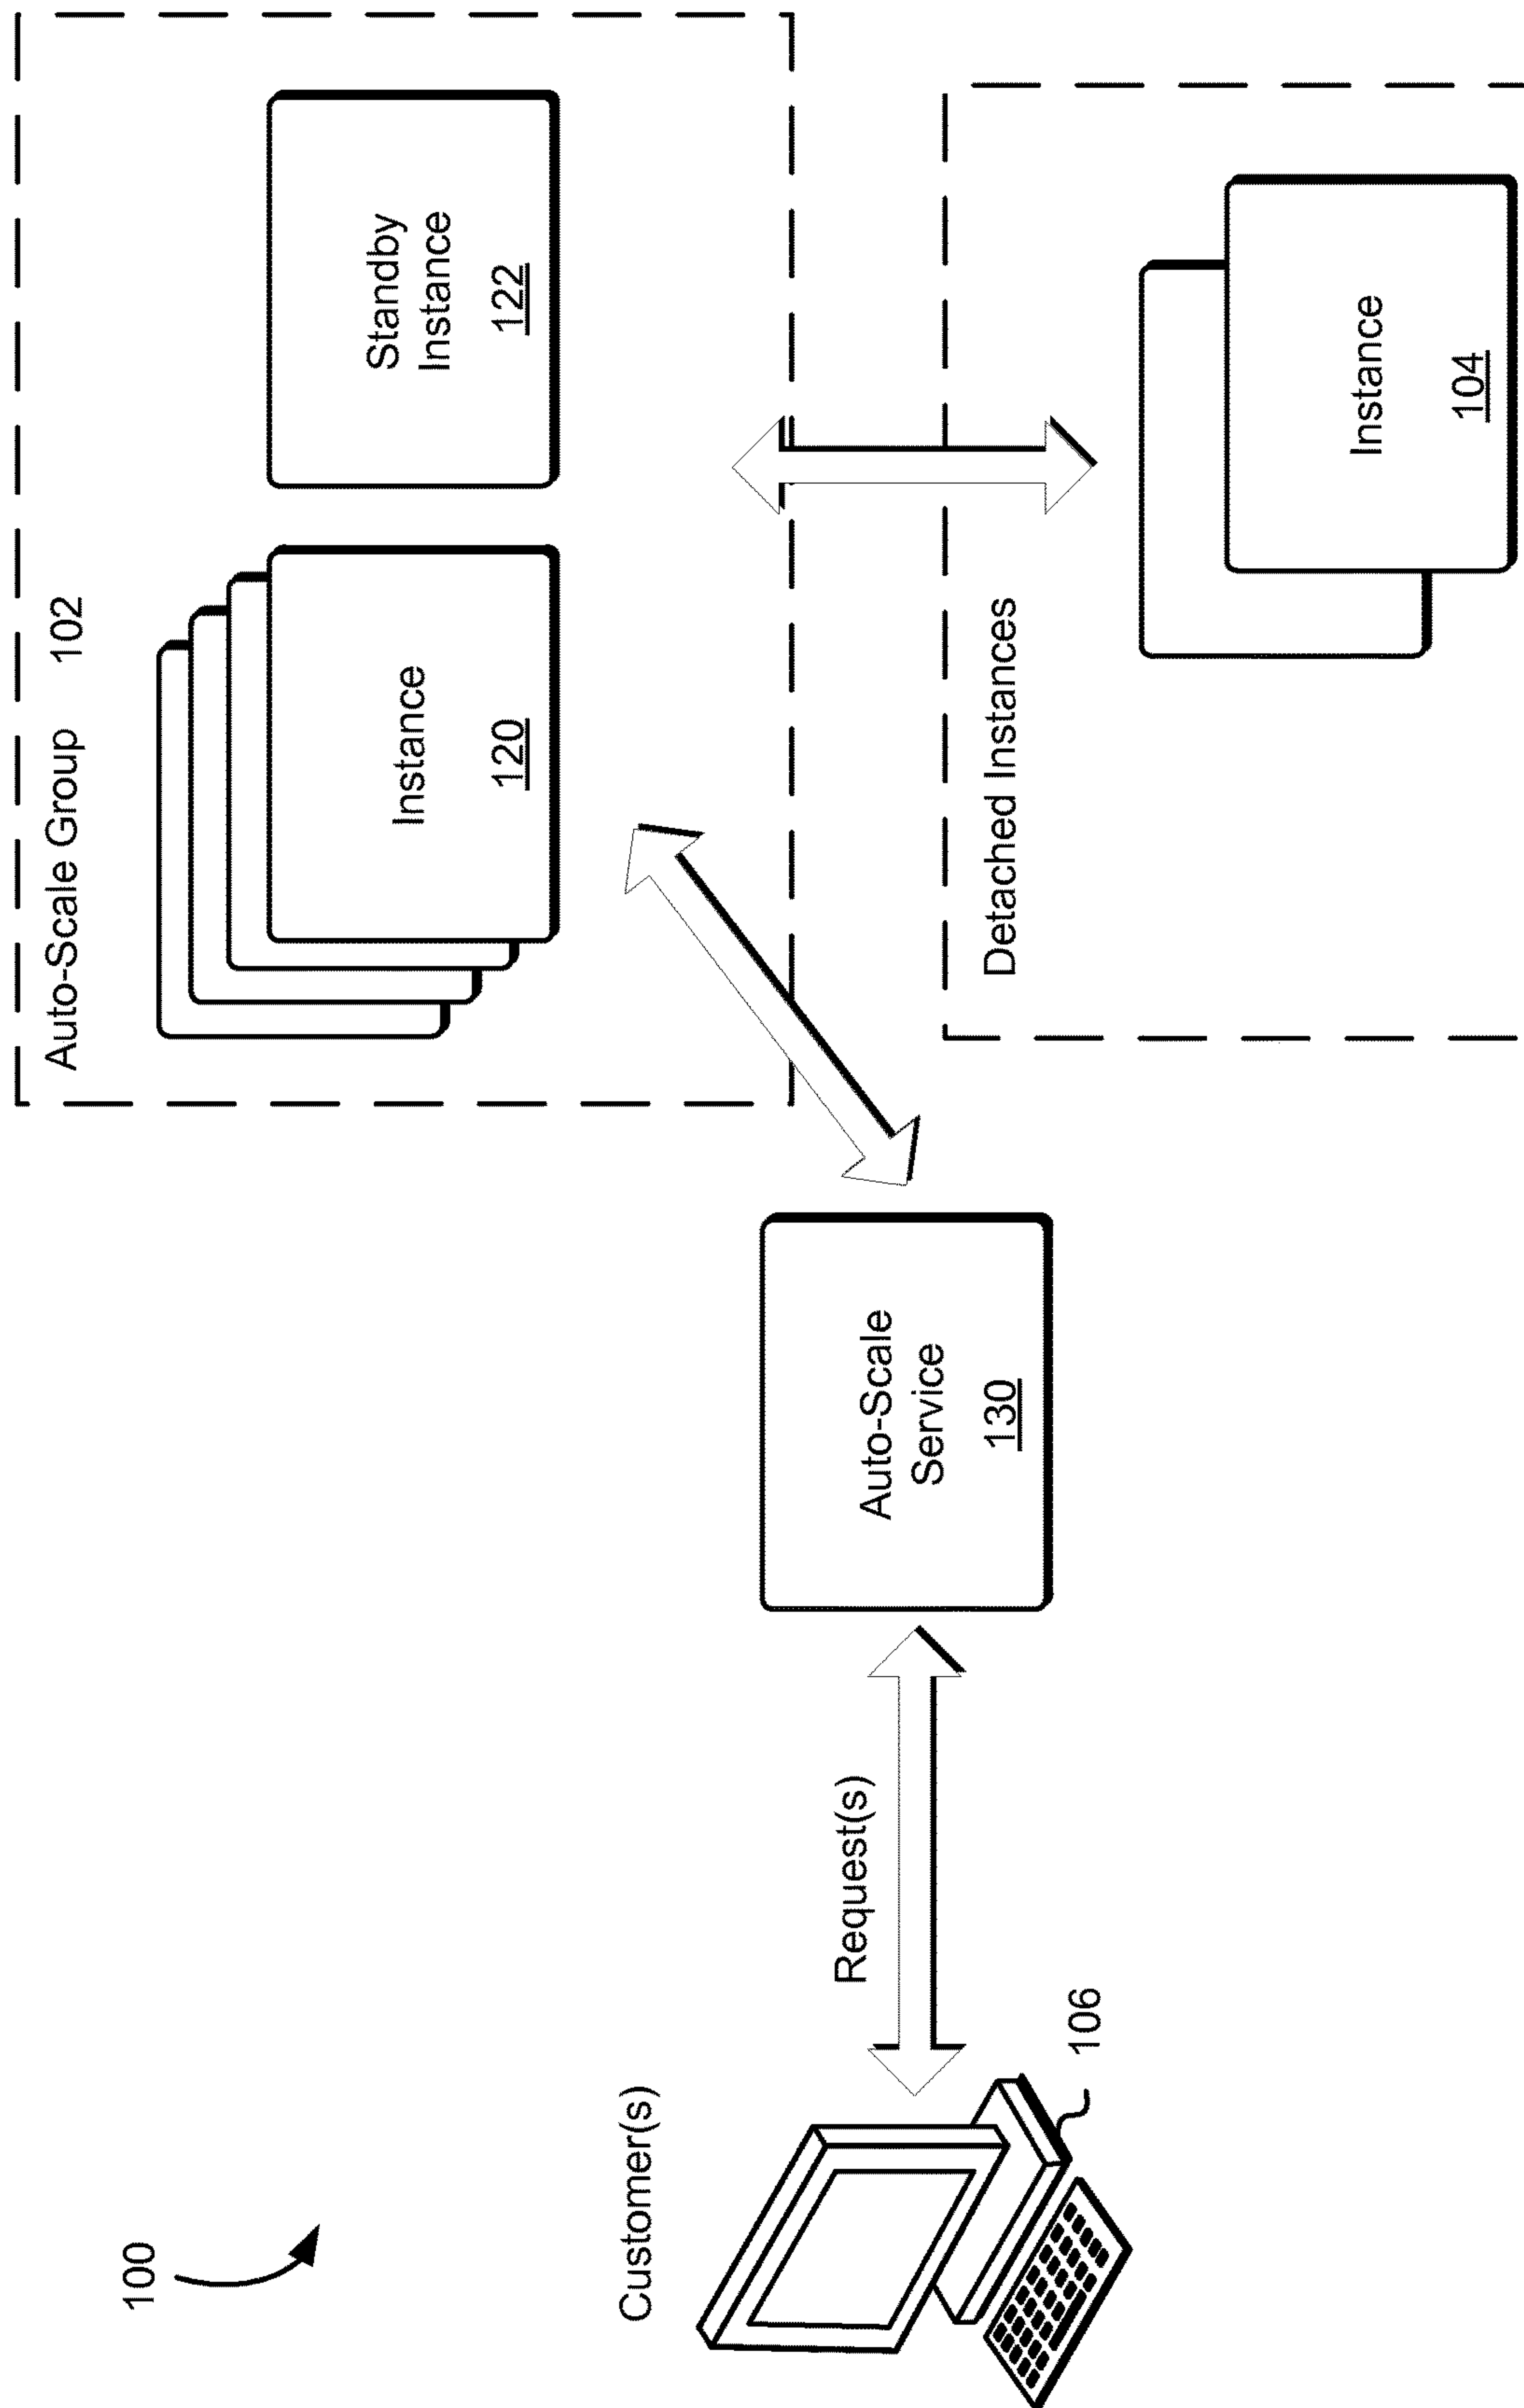 100
Customer(s)
106
Request(s)
Auto-Scale
Service
130
Auto-Scale Group 102
Instance
120
Standby
Instance
122
Detached Instances
Instance
104